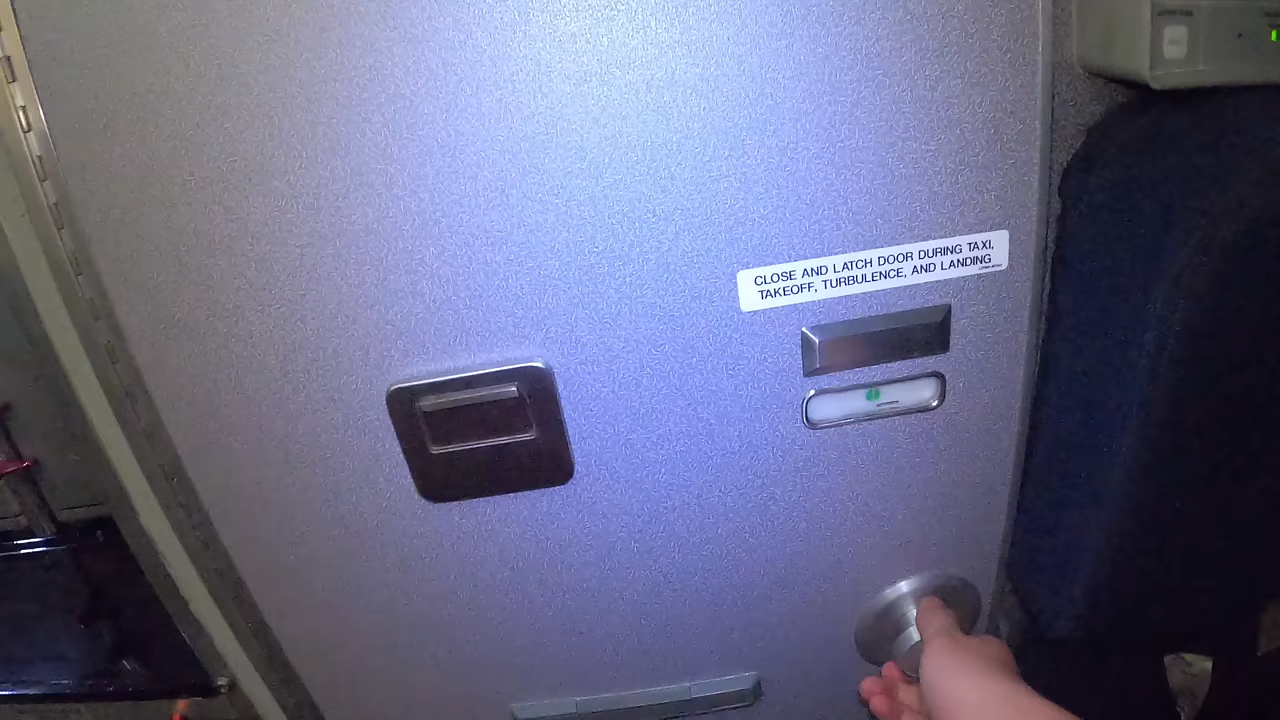 CLOSE AND LATCH DOOR DURING TAXI,
TAKEOFF, TURBULENCE, AND LANDING